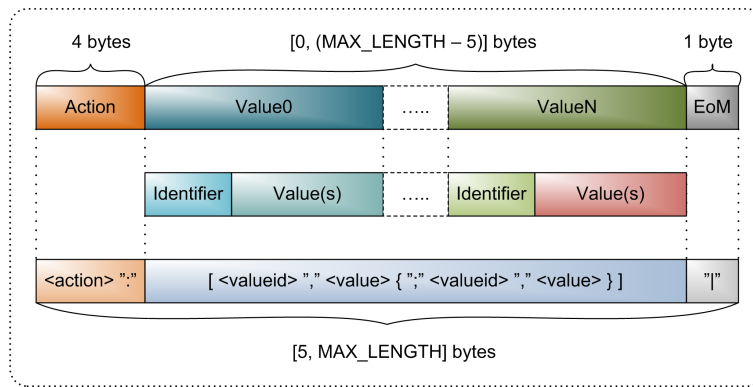 4 bytes [0, (MAX_LENGTH – 5)] bytes 1 byte
Action Value0 ..... ValueN EoM
Identifier Value(s) ..... Identifier Value(s)
<action> ”:” [ <valueid> ”,” <value> { ”;” <valueid> ”,” <value> } ] ”|”
[5, MAX_LENGTH] bytes